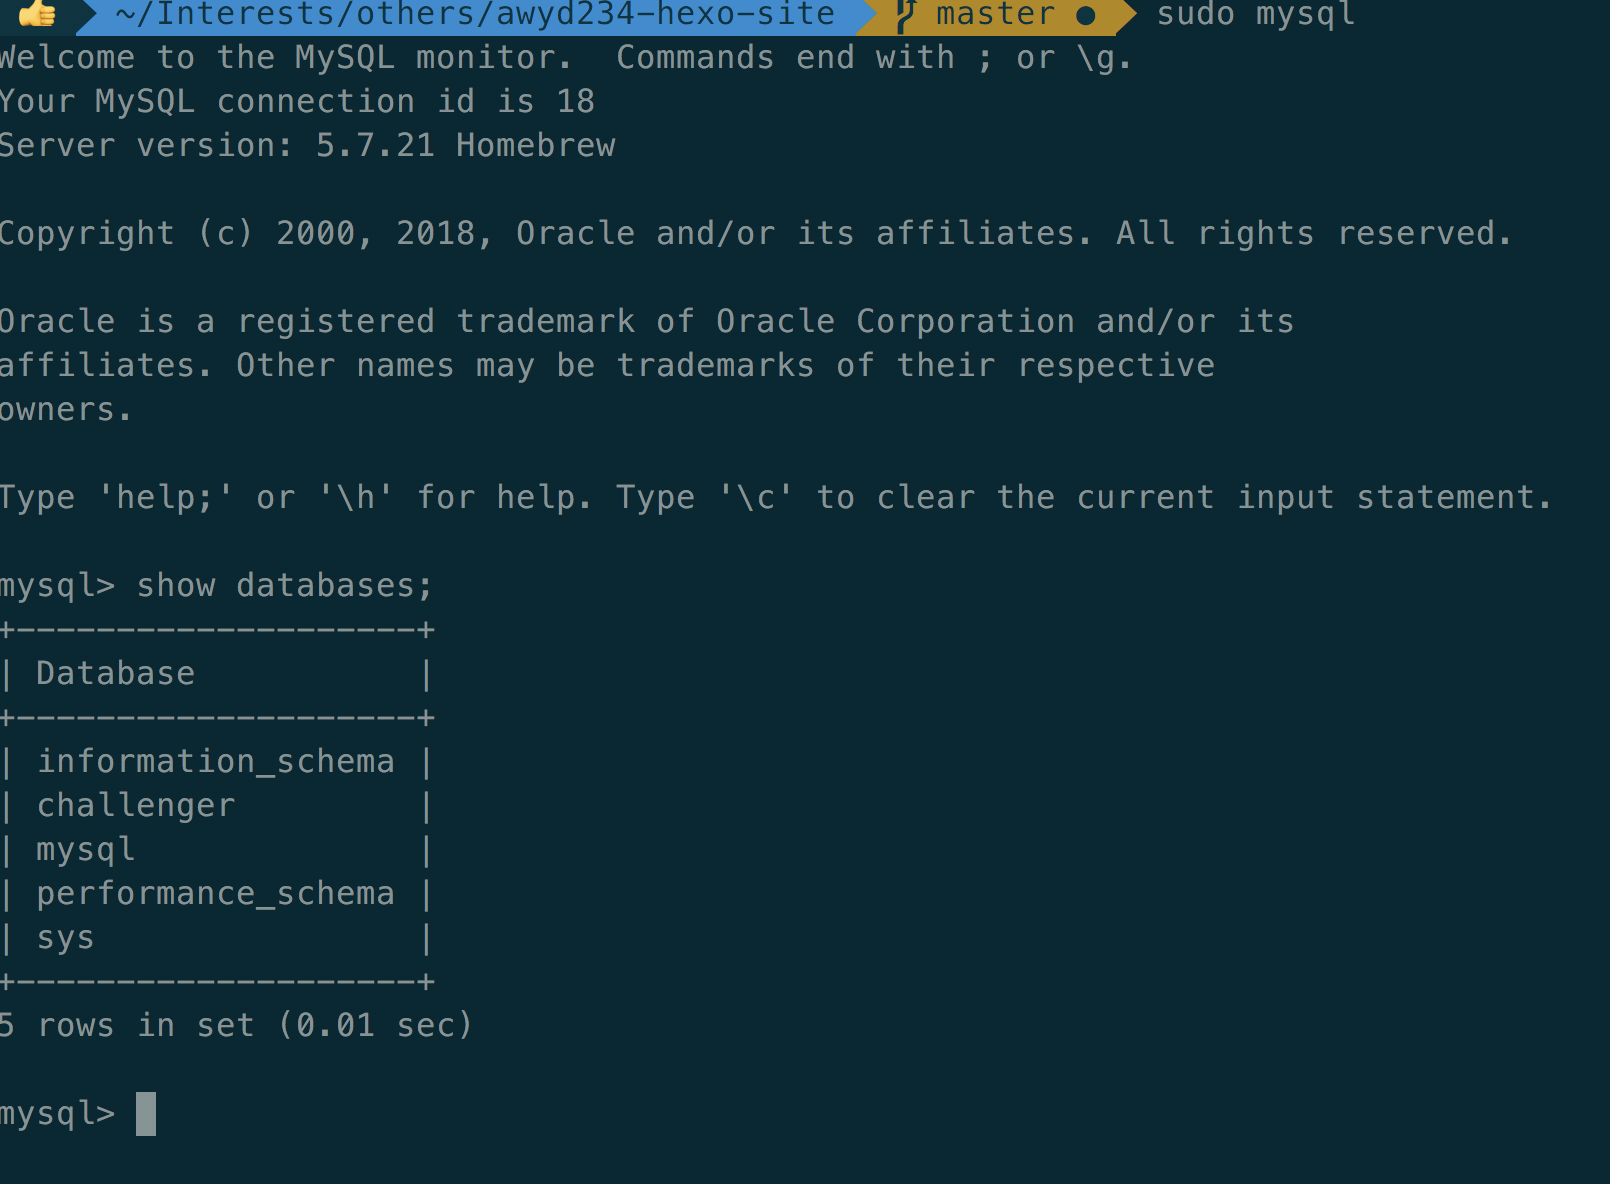 ~/Interests/others/awyd234-hexo-site master ● sudo mysql
Welcome to the MySQL monitor.  Commands end with ; or \g.
Your MySQL connection id is 18
Server version: 5.7.21 Homebrew
Copyright (c) 2000, 2018, Oracle and/or its affiliates. All rights reserved.
Oracle is a registered trademark of Oracle Corporation and/or its
affiliates. Other names may be trademarks of their respective
owners.
Type 'help;' or '\h' for help. Type '\c' to clear the current input statement.
mysql> show databases;
+--------------------+
| Database           |
+--------------------+
| information_schema |
| challenger         |
| mysql              |
| performance_schema |
| sys                |
+--------------------+
5 rows in set (0.01 sec)
mysql>